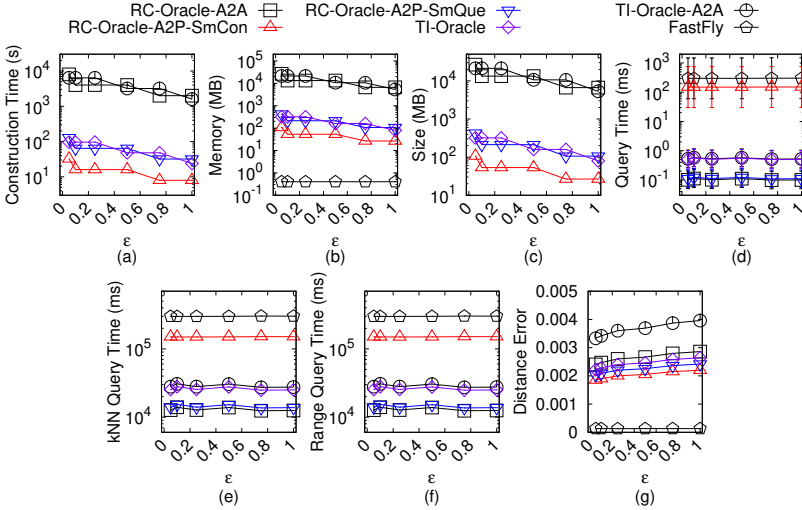 RC-Oracle-A2A RC-Oracle-A2P-SmQue TI-Oracle-A2A
RC-Oracle-A2P-SmCon TI-Oracle FastFly
Construction Time (s)
10^4
10^3
10^2
10^1
0 0.2 0.4 0.6 0.8 1
ε
(a)
Memory (MB)
10^5
10^4
10^3
10^2
10^1
10^0
10^-1
0 0.2 0.4 0.6 0.8 1
ε
(b)
Size (MB)
10^4
10^3
10^2
10^1
0 0.2 0.4 0.6 0.8 1
ε
(c)
Query Time (ms)
10^3
10^2
10^1
10^0
10^-1
0 0.2 0.4 0.6 0.8 1
ε
(d)
kNN Query Time (ms)
10^5
10^4
0 0.2 0.4 0.6 0.8 1
ε
(e)
Range Query Time (ms)
10^5
10^4
0 0.2 0.4 0.6 0.8 1
ε
(f)
Distance Error
0.005
0.004
0.003
0.002
0.001
0
0 0.2 0.4 0.6 0.8 1
ε
(g)